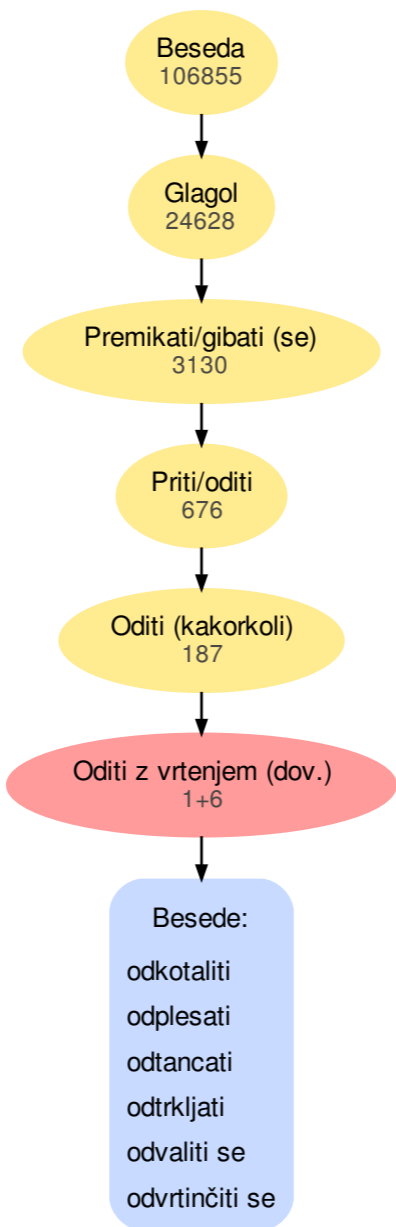 Beseda
106855
Glagol
24628
Premikati/gibati (se)
3130
Priti/oditi
676
Oditi (kakorkoli)
187
Oditi z vrtenjem (dov.)
1+6
Besede:
odkotaliti
odplesati
odtancati
odtrkljati
odvaliti se
odvrtinčiti se